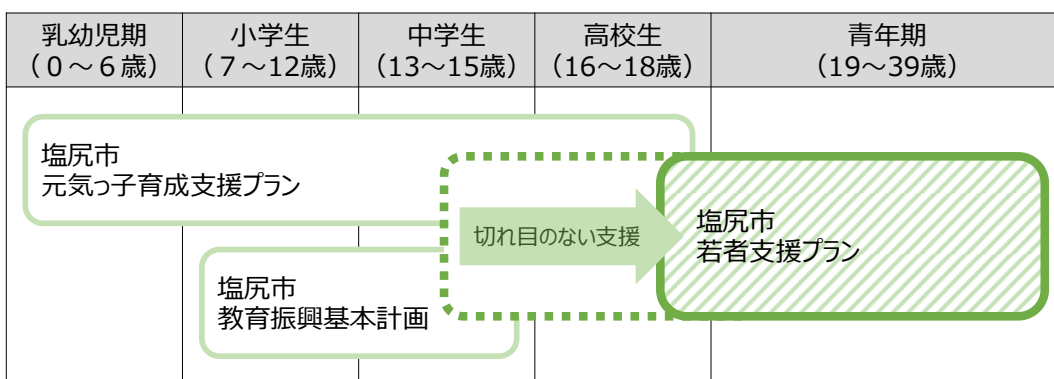 乳幼児期
（０～６歳）
小学生
（７～12歳）
中学生
（13～15歳）
高校生
（16～18歳）
青年期
（19～39歳）
塩尻市
元気っ子育成支援プラン
切れ目のない支援
塩尻市
若者支援プラン
塩尻市
教育振興基本計画